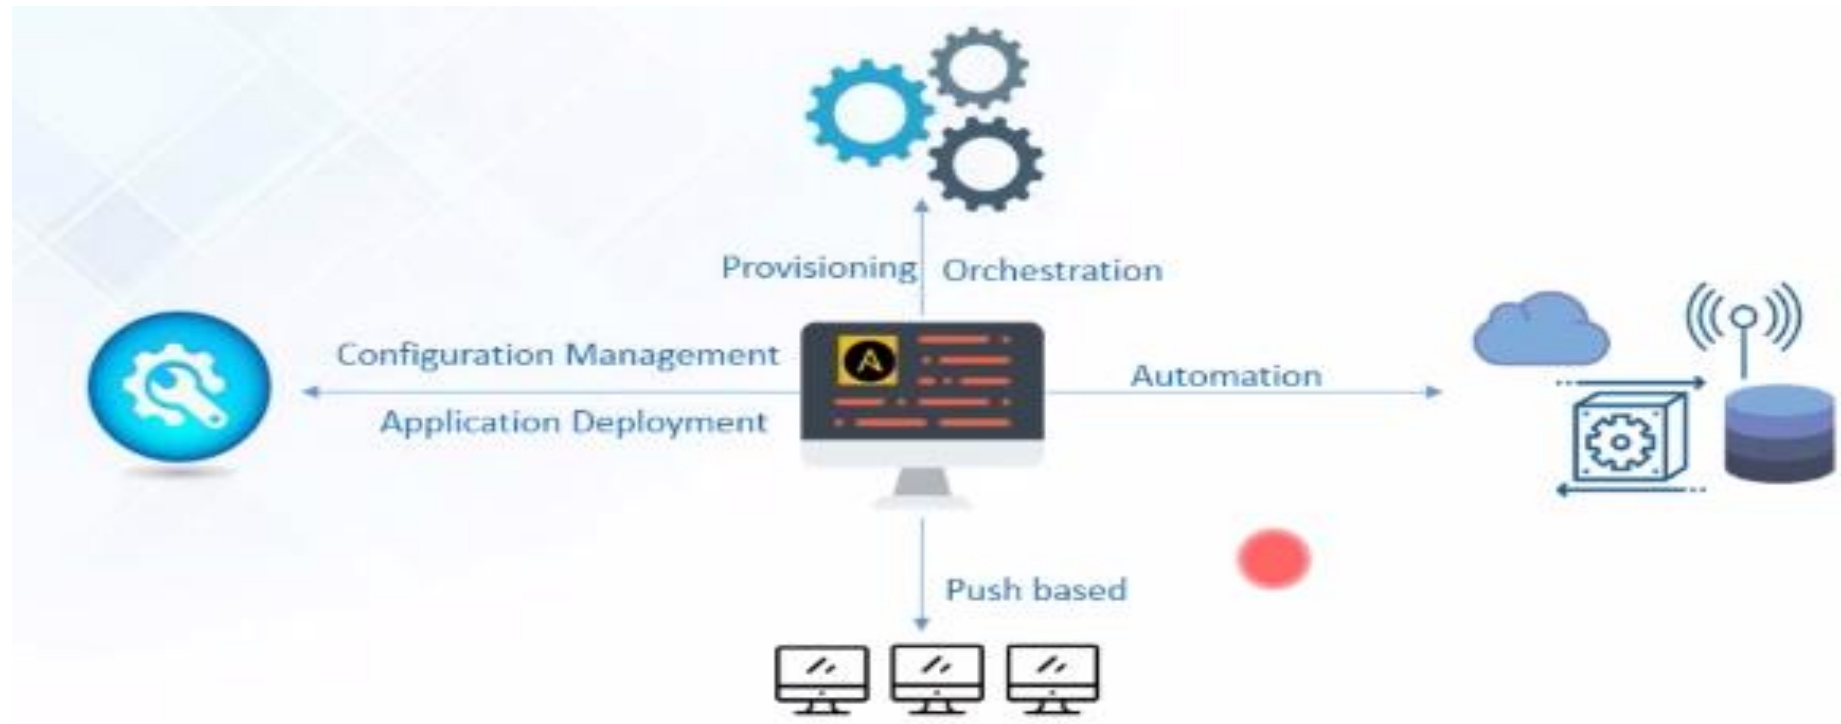 Provisioning
Orchestration
Configuration Management
Application Deployment
A
Automation
Push based